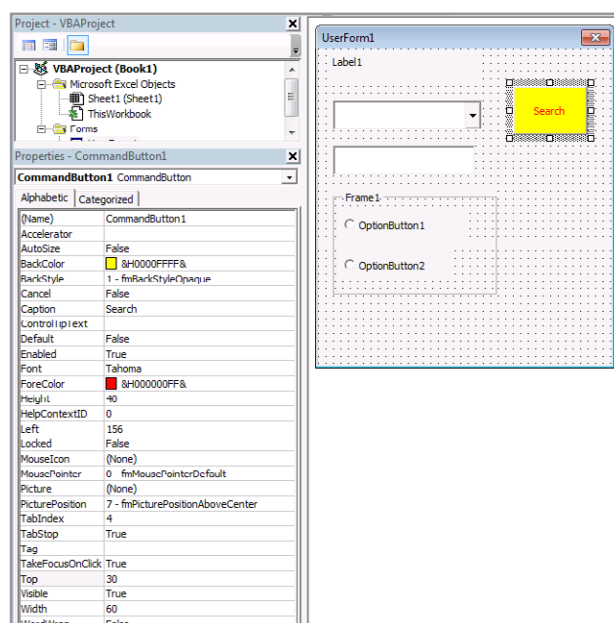 Project - VBAProject
VBAProject (Book1)
Microsoft Excel Objects
Sheet1 (Sheet1)
ThisWorkbook
Forms
Properties - CommandButton1
CommandButton1 CommandButton
Alphabetic Categorized
(Name) CommandButton1
Accelerator
AutoSize False
BackColor &H0000FFFF&
BackStyle 1 - fmBackStyleOpaque
Cancel False
Caption Search
ControlTipText
Default False
Enabled True
Font Tahoma
ForeColor &H000000FF&
Height 40
HelpContextID 0
Left 156
Locked False
MouseIcon (None)
MousePointer 0 - fmMousePointerDefault
Picture (None)
PicturePosition 7 - fmPicturePositionAboveCenter
TabIndex 4
TabStop True
Tag
TakeFocusOnClick True
Top 30
Visible True
Width 60
WordWrap False
UserForm1
Label1
Search
Frame1
OptionButton1
OptionButton2